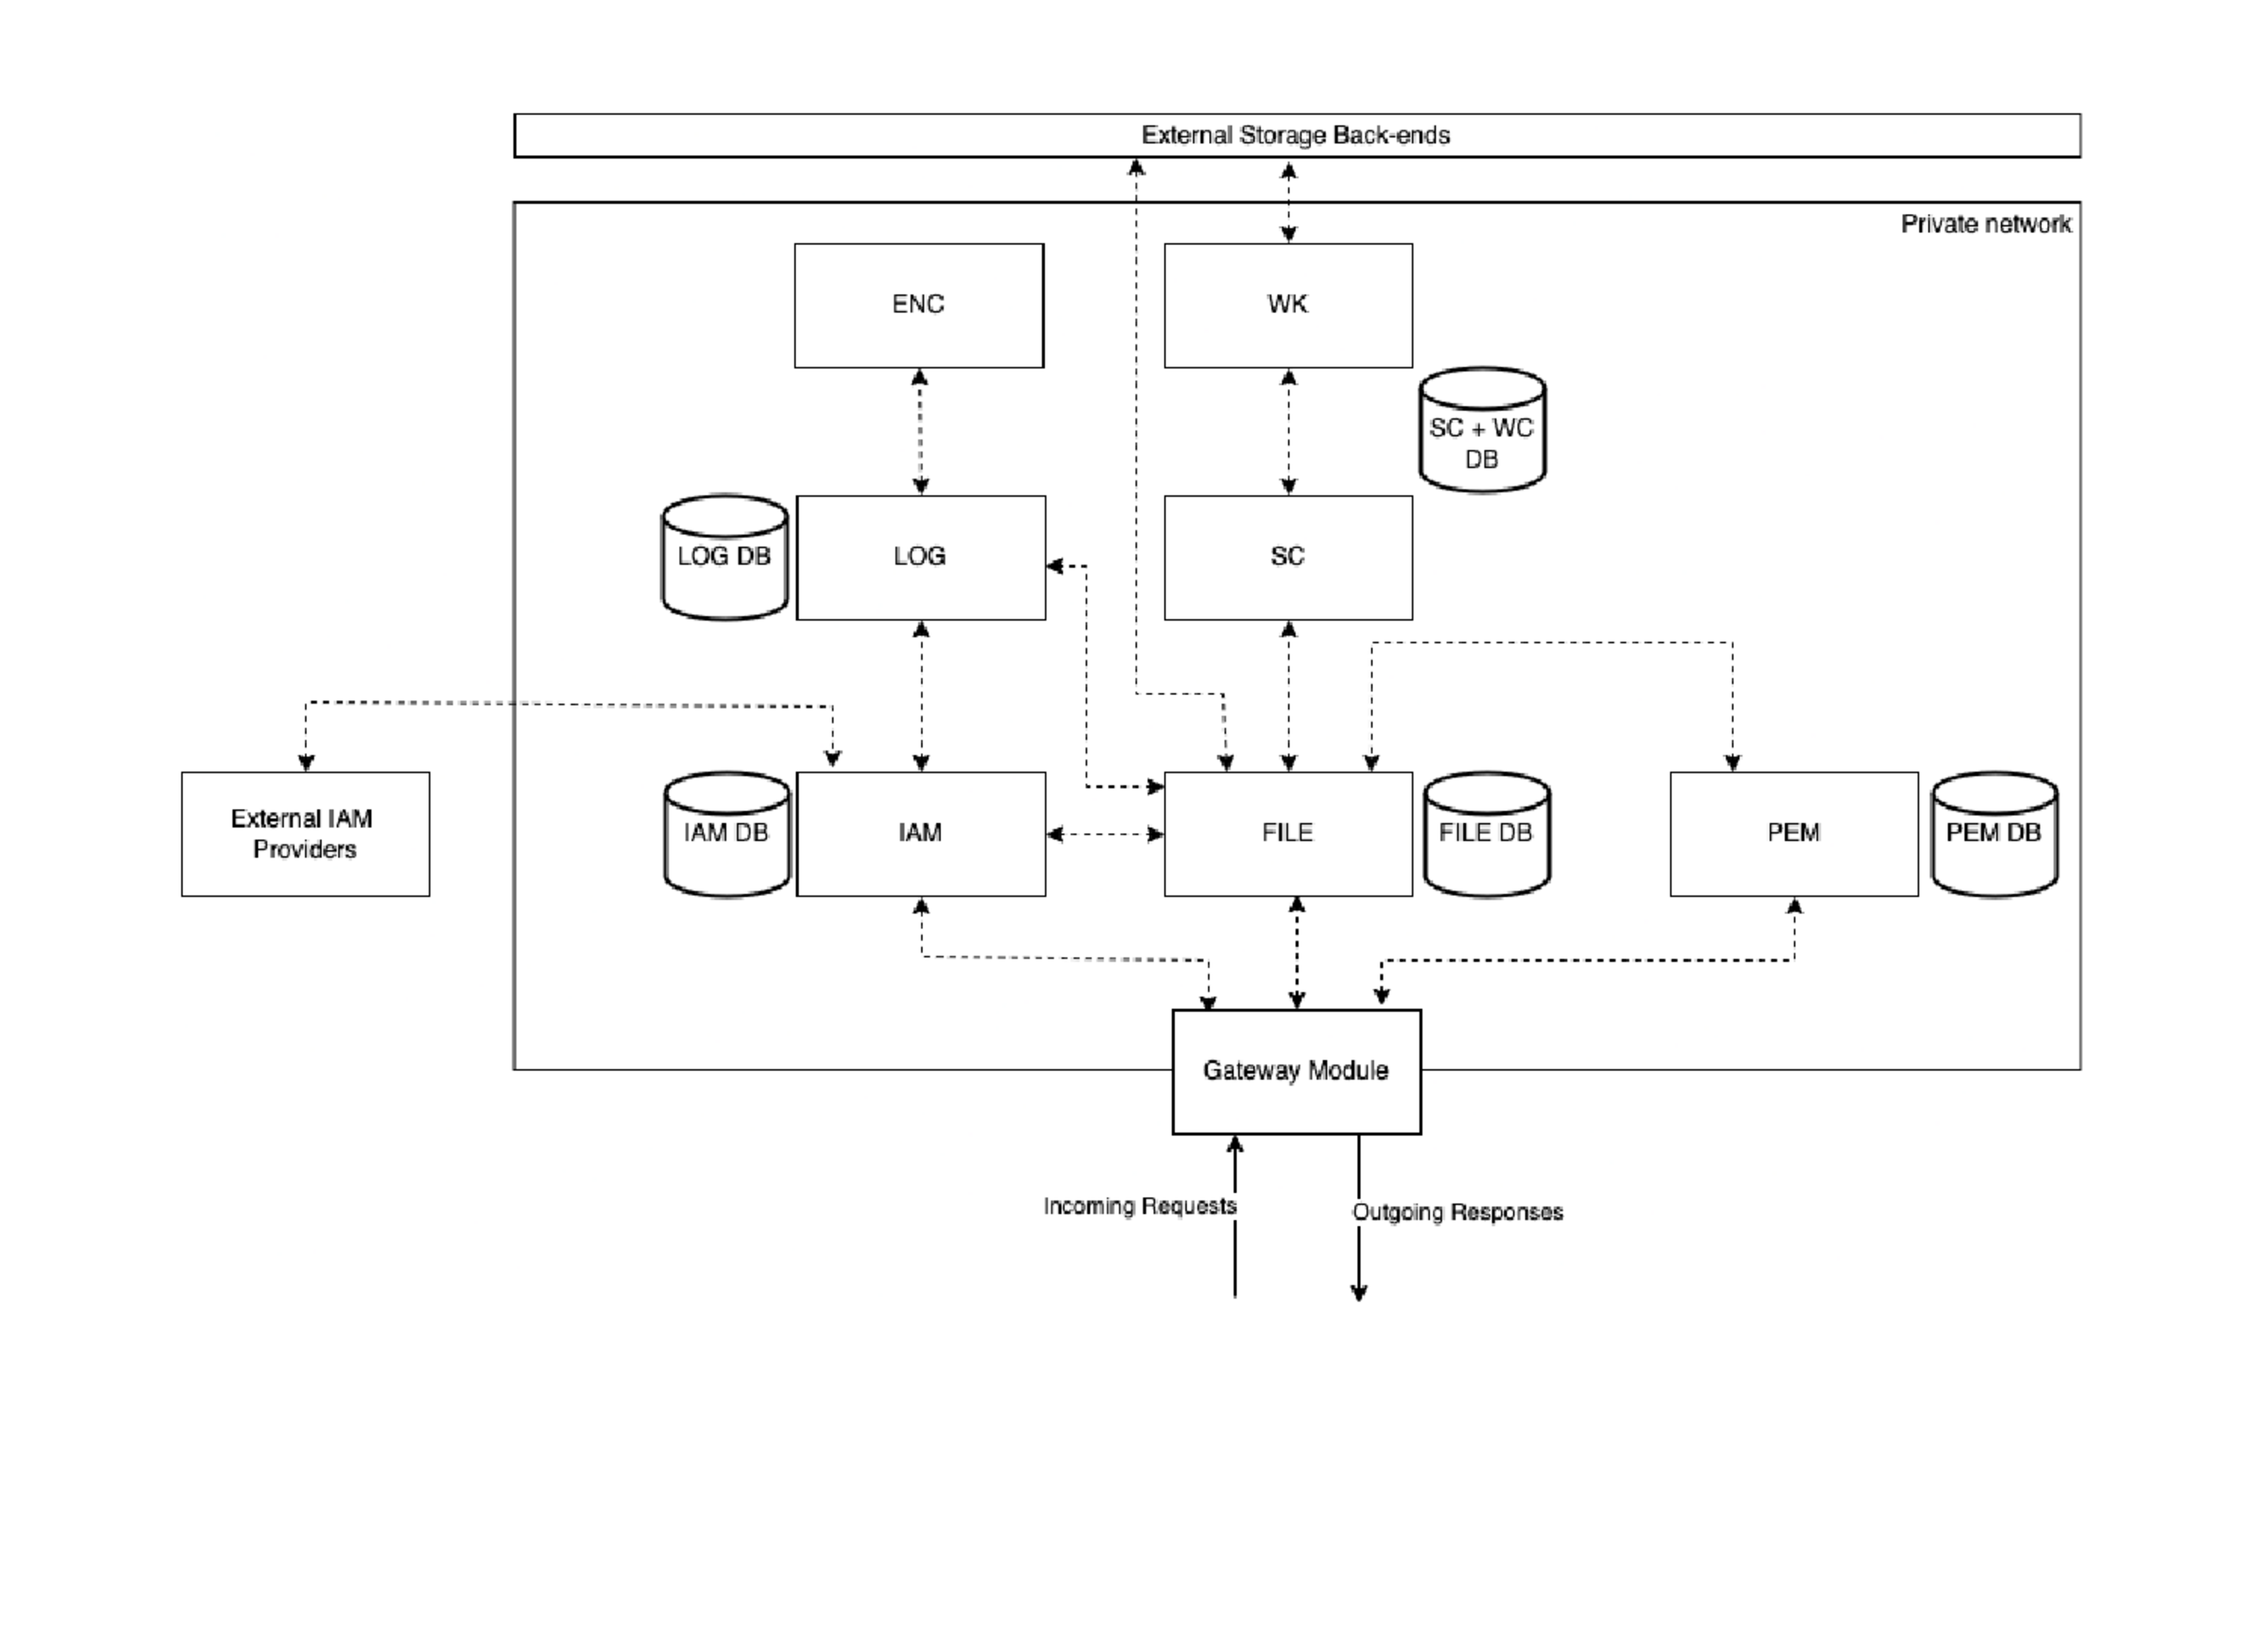 External Storage Back-ends
Private network
ENC
WK
SC + WC
DB
LOG DB
LOG
SC
External IAM
Providers
IAM DB
IAM
FILE
FILE DB
PEM
PEM DB
Gateway Module
Incoming Requests
Outgoing Responses